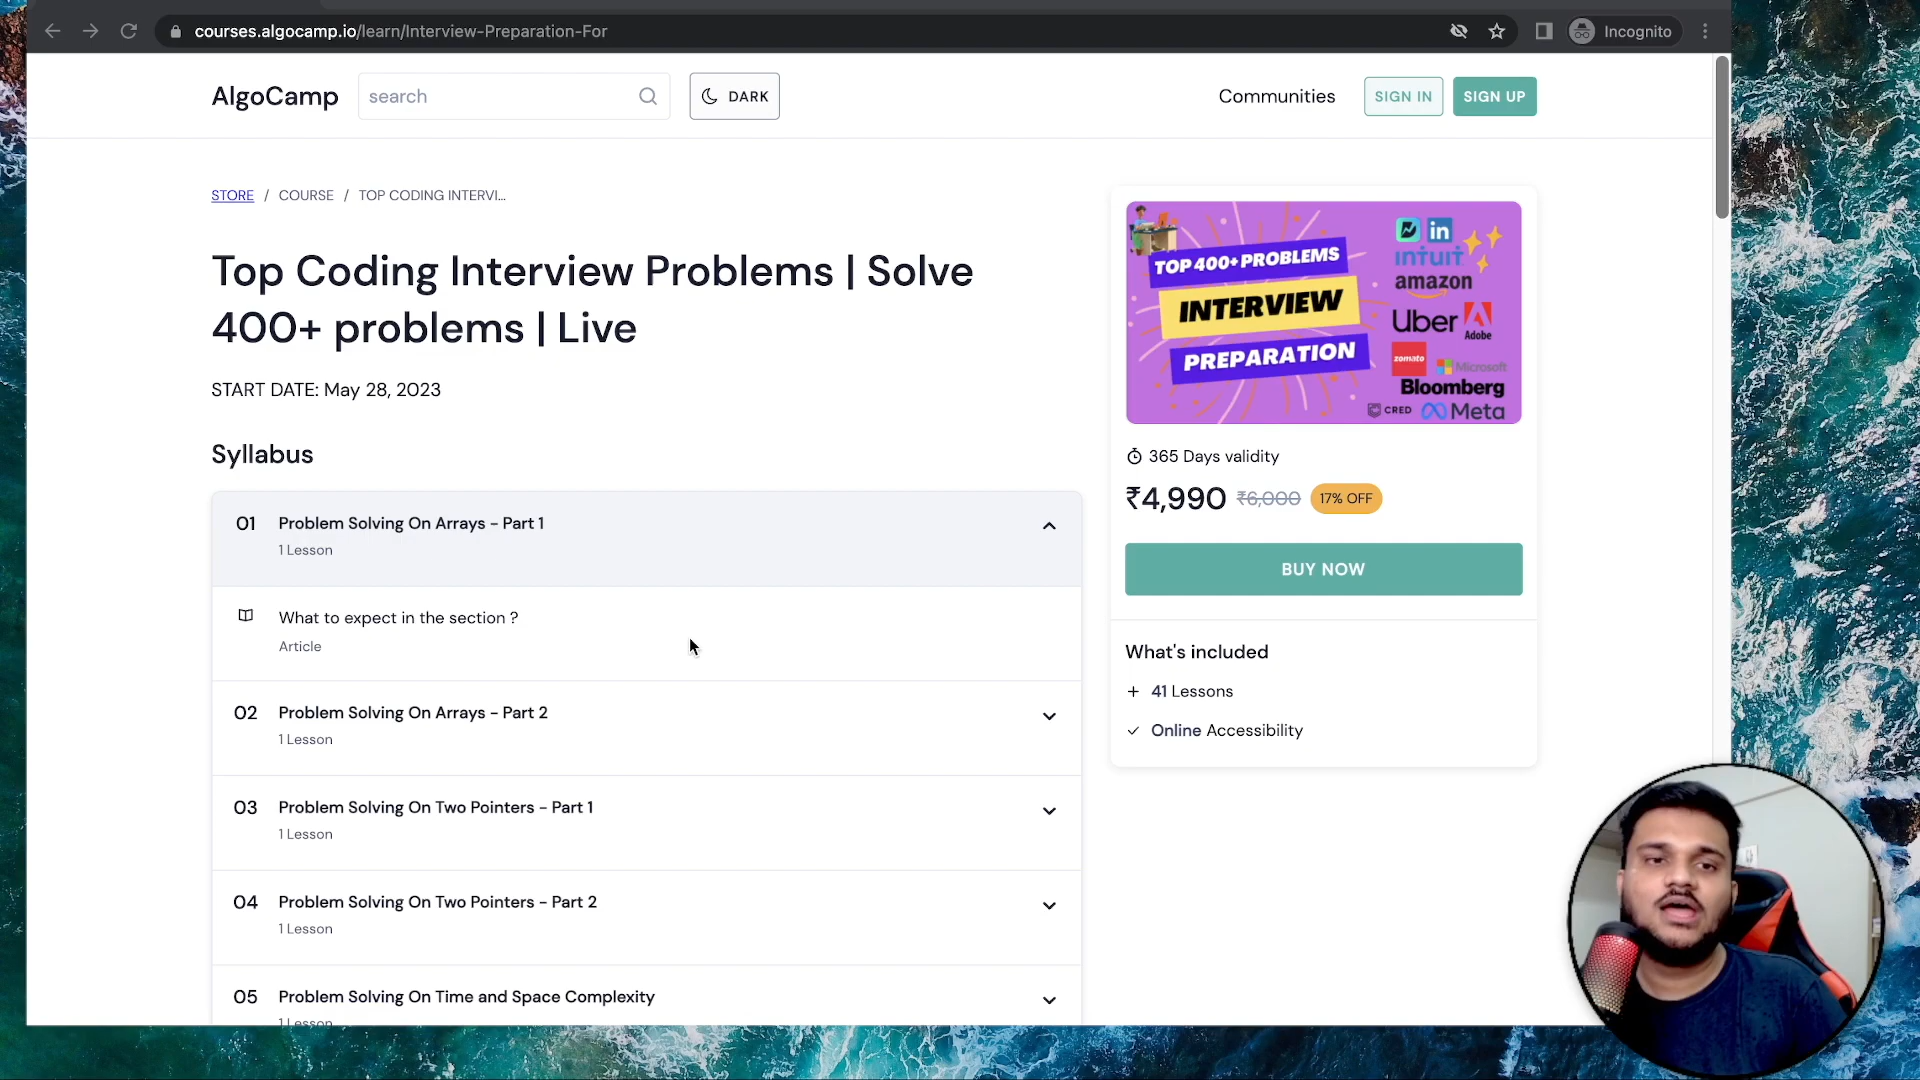 courses.algocamp.io/learn/Interview-Preparation-For
Incognito
AlgoCamp
search
DARK
Communities
SIGN IN
SIGN UP
STORE / COURSE / TOP CODING INTERVI...
Top Coding Interview Problems | Solve
400+ problems | Live
START DATE: May 28, 2023
Syllabus
01 Problem Solving On Arrays - Part 1
1 Lesson
What to expect in the section ?
Article
02 Problem Solving On Arrays - Part 2
1 Lesson
03 Problem Solving On Two Pointers - Part 1
1 Lesson
04 Problem Solving On Two Pointers - Part 2
1 Lesson
05 Problem Solving On Time and Space Complexity
1 Lesson
TOP 400+ PROBLEMS
INTERVIEW
PREPARATION
in
INTUIT
amazon
Uber
Adobe
zomato
Microsoft
Bloomberg
CRED
Meta
365 Days validity
₹4,990 ₹6,000 17% OFF
BUY NOW
What's included
+ 41 Lessons
Online Accessibility